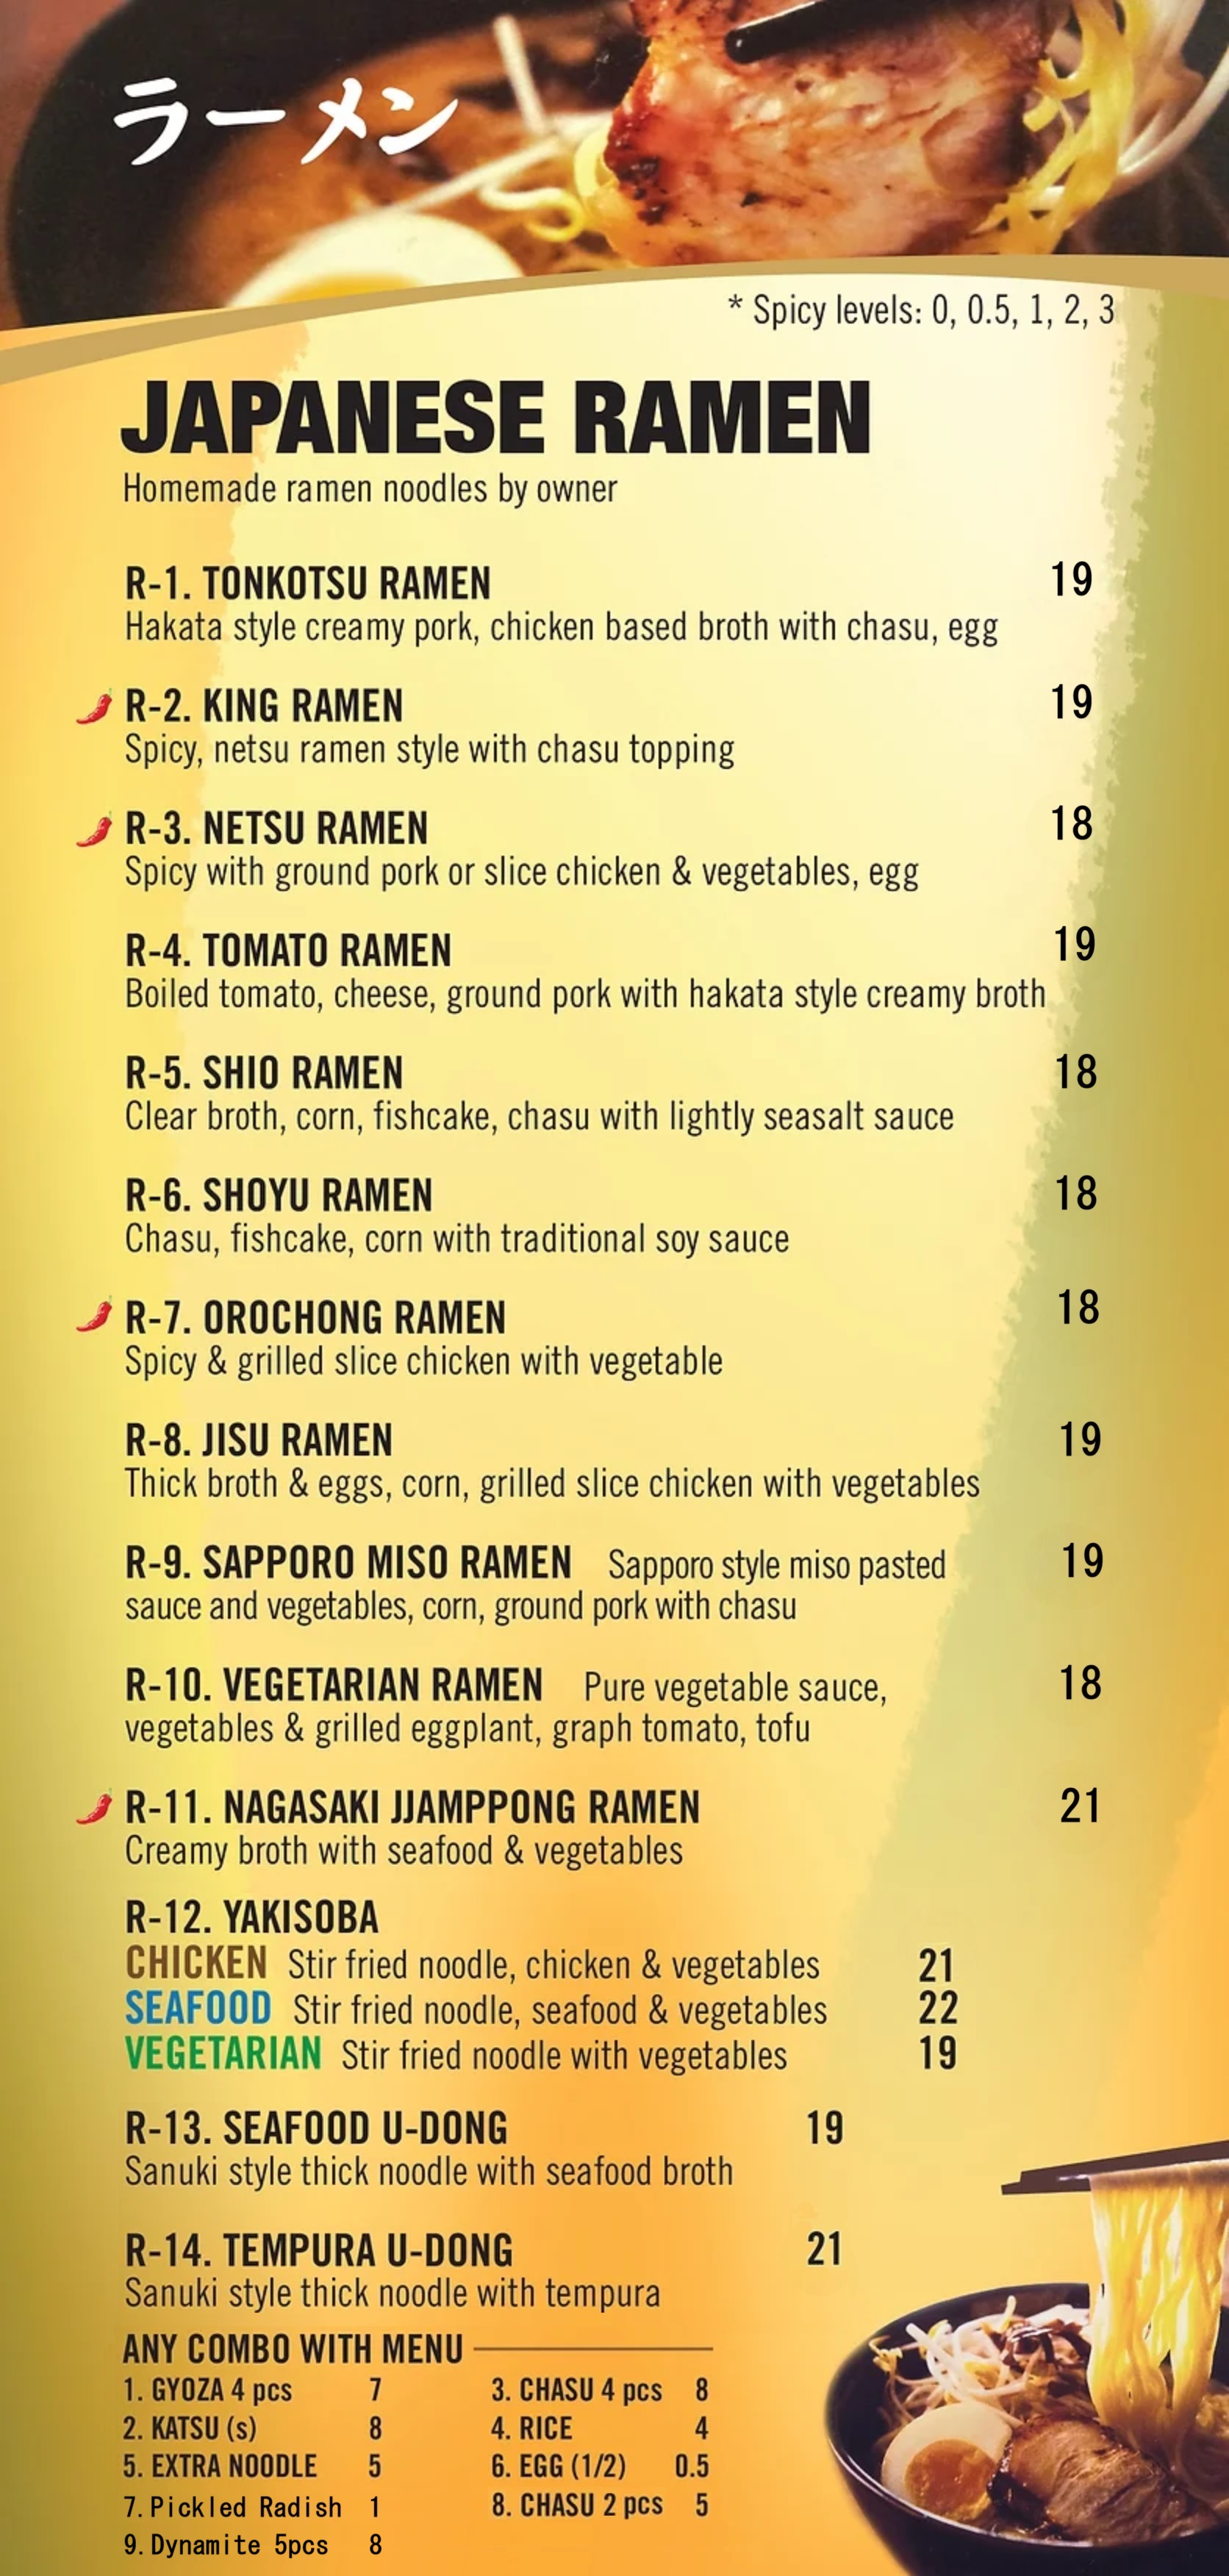 ラーメン
* Spicy levels: 0, 0.5, 1, 2, 3
JAPANESE RAMEN
Homemade ramen noodles by owner
R-1. TONKOTSU RAMEN 19
Hakata style creamy pork, chicken based broth with chasu, egg
R-2. KING RAMEN 19
Spicy, netsu ramen style with chasu topping
R-3. NETSU RAMEN 18
Spicy with ground pork or slice chicken & vegetables, egg
R-4. TOMATO RAMEN 19
Boiled tomato, cheese, ground pork with hakata style creamy broth
R-5. SHIO RAMEN 18
Clear broth, corn, fishcake, chasu with lightly seasalt sauce
R-6. SHOYU RAMEN 18
Chasu, fishcake, corn with traditional soy sauce
R-7. OROCHONG RAMEN 18
Spicy & grilled slice chicken with vegetable
R-8. JISU RAMEN 19
Thick broth & eggs, corn, grilled slice chicken with vegetables
R-9. SAPPORO MISO RAMEN Sapporo style miso pasted 19
sauce and vegetables, corn, ground pork with chasu
R-10. VEGETARIAN RAMEN Pure vegetable sauce, 18
vegetables & grilled eggplant, graph tomato, tofu
R-11. NAGASAKI JJAMPPONG RAMEN 21
Creamy broth with seafood & vegetables
R-12. YAKISOBA
CHICKEN Stir fried noodle, chicken & vegetables 21
SEAFOOD Stir fried noodle, seafood & vegetables 22
VEGETARIAN Stir fried noodle with vegetables 19
R-13. SEAFOOD U-DONG 19
Sanuki style thick noodle with seafood broth
R-14. TEMPURA U-DONG 21
Sanuki style thick noodle with tempura
ANY COMBO WITH MENU
1. GYOZA 4 pcs 7 3. CHASU 4 pcs 8
2. KATSU (s) 8 4. RICE 4
5. EXTRA NOODLE 5 6. EGG (1/2) 0.5
7. Pickled Radish 1 8. CHASU 2 pcs 5
9. Dynamite 5pcs 8